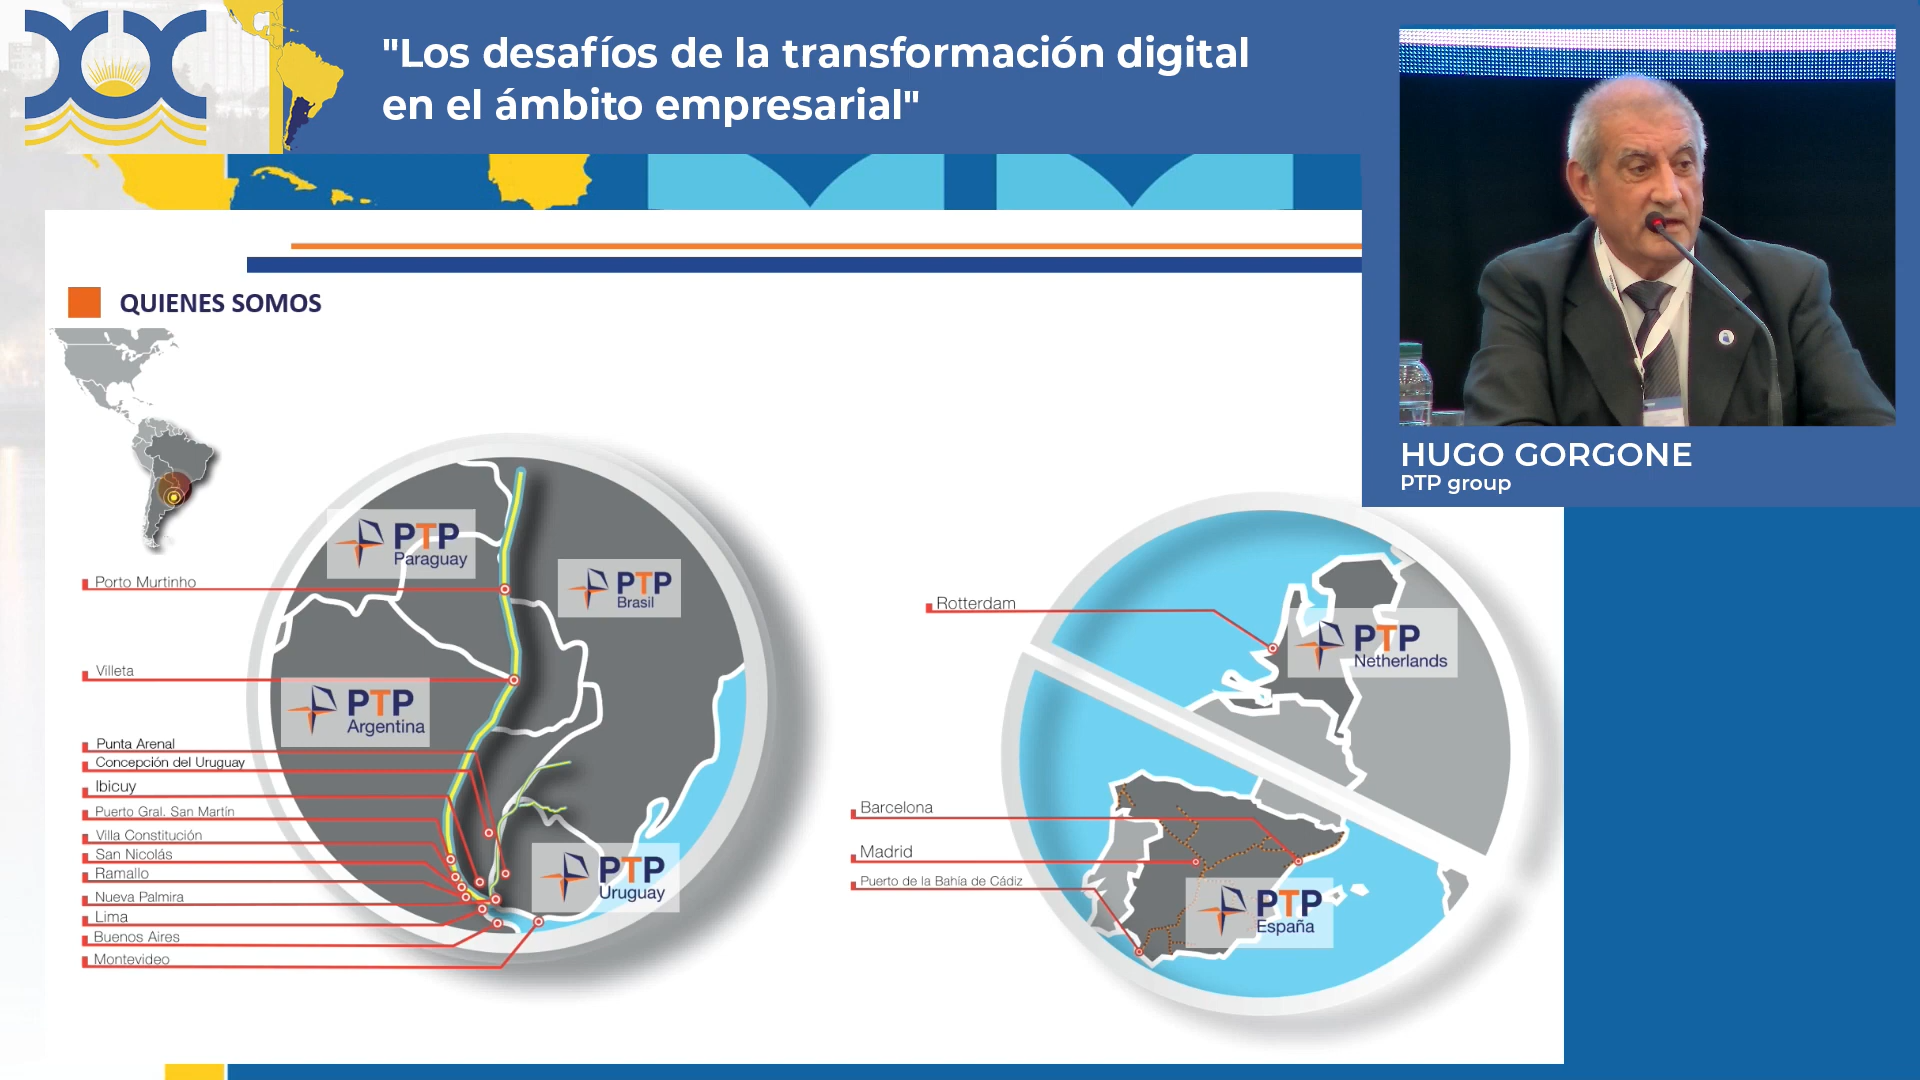 "Los desafíos de la transformación digital
en el ámbito empresarial"
HUGO GORGONE
PTP group
QUIENES SOMOS
PTP
Paraguay
PTP
Brasil
Porto Murtinho
Villeta
PTP
Argentina
Punta Arenal
Concepción del Uruguay
Ibicuy
Puerto Gral. San Martín
Villa Constitución
San Nicolás
Ramallo
Nueva Palmira
Lima
Buenos Aires
Montevideo
PTP
Uruguay
Rotterdam
PTP
Netherlands
Barcelona
Madrid
Puerto de la Bahía de Cádiz
PTP
España